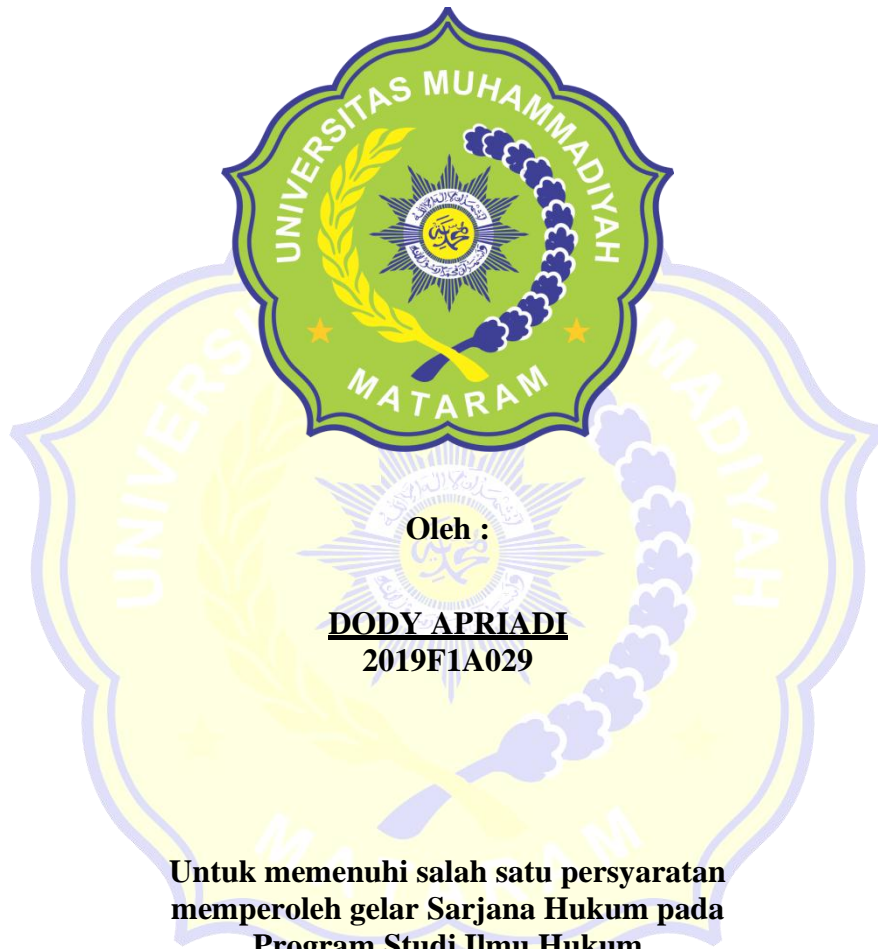 UNIVERSITAS MUHAMMADIYAH
MATARAM
Oleh :
DODY APRIADI
2019F1A029
Untuk memenuhi salah satu persyaratan
memperoleh gelar Sarjana Hukum pada
Program Studi Ilmu Hukum